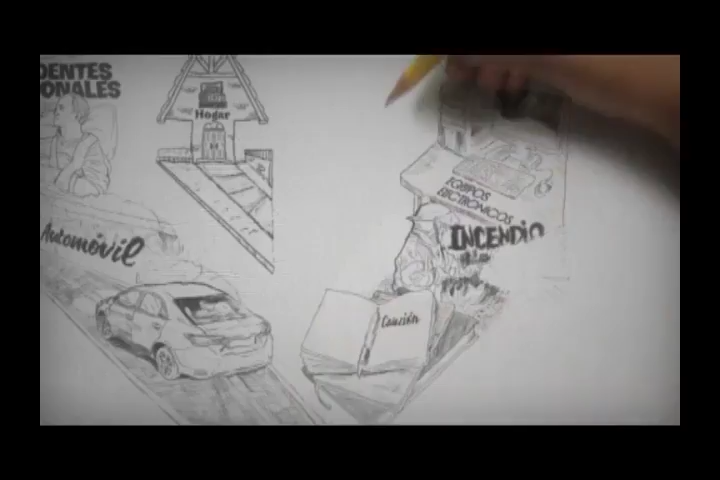 DENTES
ONALES
Hogar
Automóvil
EQUIPOS
ELECTRÓNICOS
INCENDIO
Caución